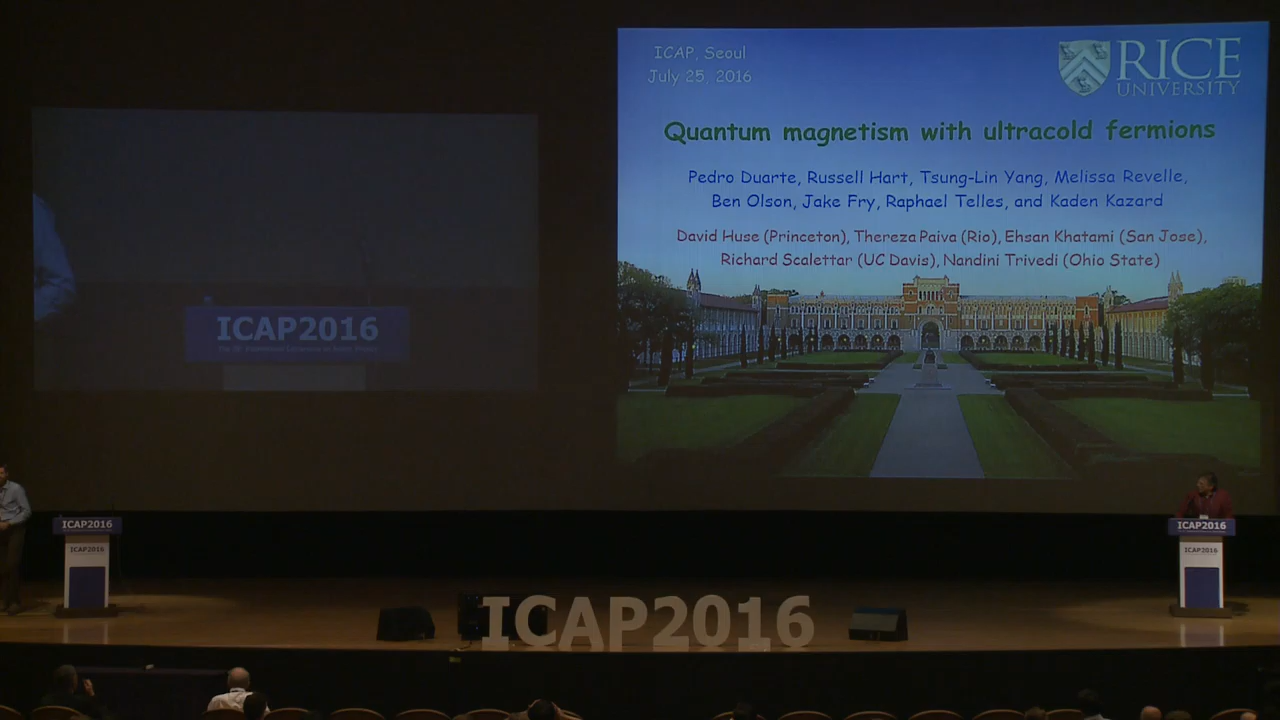 ICAP, Seoul
July 25, 2016
RICE
UNIVERSITY
Quantum magnetism with ultracold fermions
Pedro Duarte, Russell Hart, Tsung-Lin Yang, Melissa Revelle,
Ben Olson, Jake Fry, Raphael Telles, and Kaden Kazard
David Huse (Princeton), Thereza Paiva (Rio), Ehsan Khatami (San Jose),
Richard Scalettar (UC Davis), Nandini Trivedi (Ohio State)
ICAP2016
ICAP2016
ICAP2016
ICAP2016
ICAP2016
ICAP2016